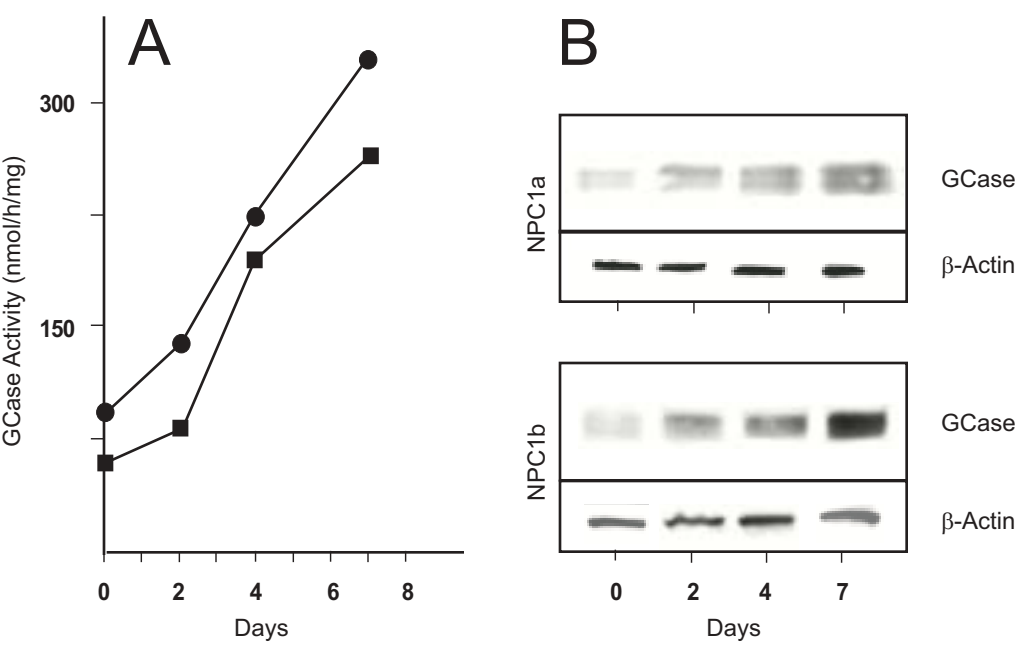 A
300
150
GCase Activity (nmol/h/mg)
0 2 4 6 8
Days
B
NPC1a
GCase
β-Actin
NPC1b
GCase
β-Actin
0 2 4 7
Days